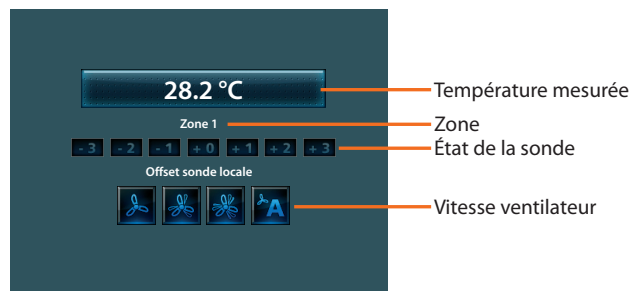 28.2 °C
Température mesurée
Zone 1
Zone
- 3 - 2 - 1 + 0 + 1 + 2 + 3
État de la sonde
Offset sonde locale
A
Vitesse ventilateur